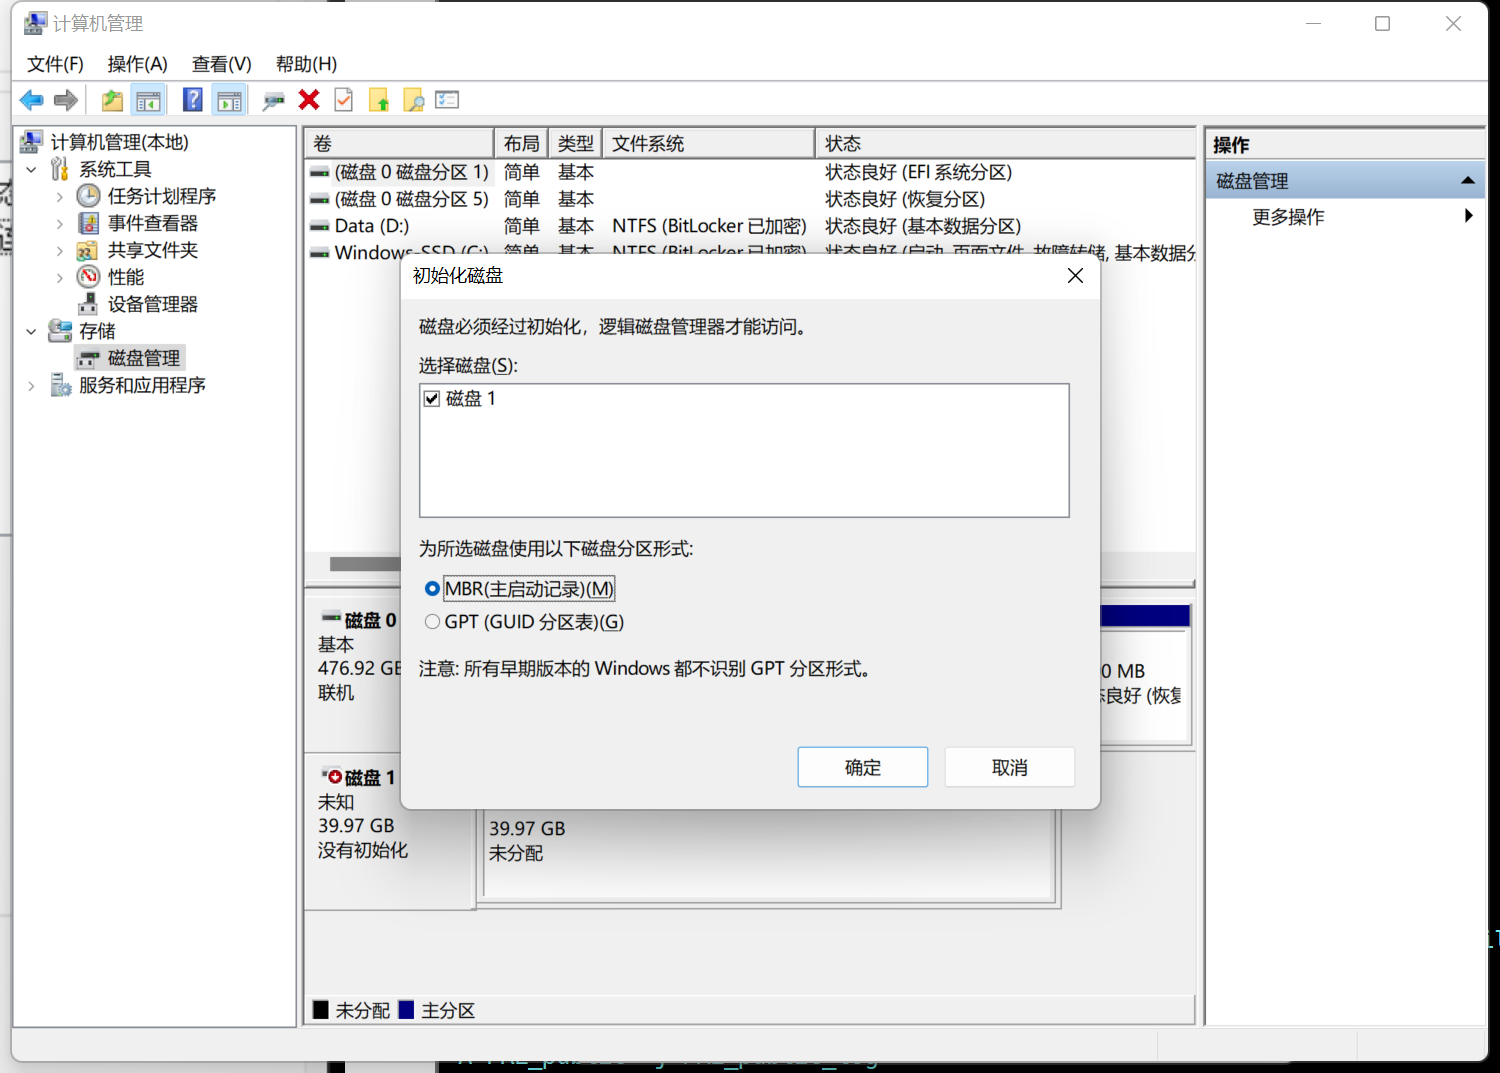 计算机管理
文件(F) 操作(A) 查看(V) 帮助(H)
计算机管理(本地)
系统工具
任务计划程序
事件查看器
共享文件夹
性能
设备管理器
存储
磁盘管理
服务和应用程序
卷 布局 类型 文件系统 状态
(磁盘 0 磁盘分区 1) 简单 基本 状态良好 (EFI 系统分区)
(磁盘 0 磁盘分区 5) 简单 基本 状态良好 (恢复分区)
Data (D:) 简单 基本 NTFS (BitLocker 已加密) 状态良好 (基本数据分区)
Windows-SSD (C:) 简单 基本 NTFS (BitLocker 已加密) 状态良好 (启动, 页面文件, 故障转储, 基本数据分
初始化磁盘
磁盘必须经过初始化，逻辑磁盘管理器才能访问。
选择磁盘(S):
磁盘 1
为所选磁盘使用以下磁盘分区形式:
MBR(主启动记录)(M)
GPT (GUID 分区表)(G)
注意: 所有早期版本的 Windows 都不识别 GPT 分区形式。
确定 取消
磁盘 0
基本
476.92 GB
联机
0 MB
态良好 (恢复
磁盘 1
未知
39.97 GB
没有初始化
39.97 GB
未分配
未分配 主分区
操作
磁盘管理
更多操作